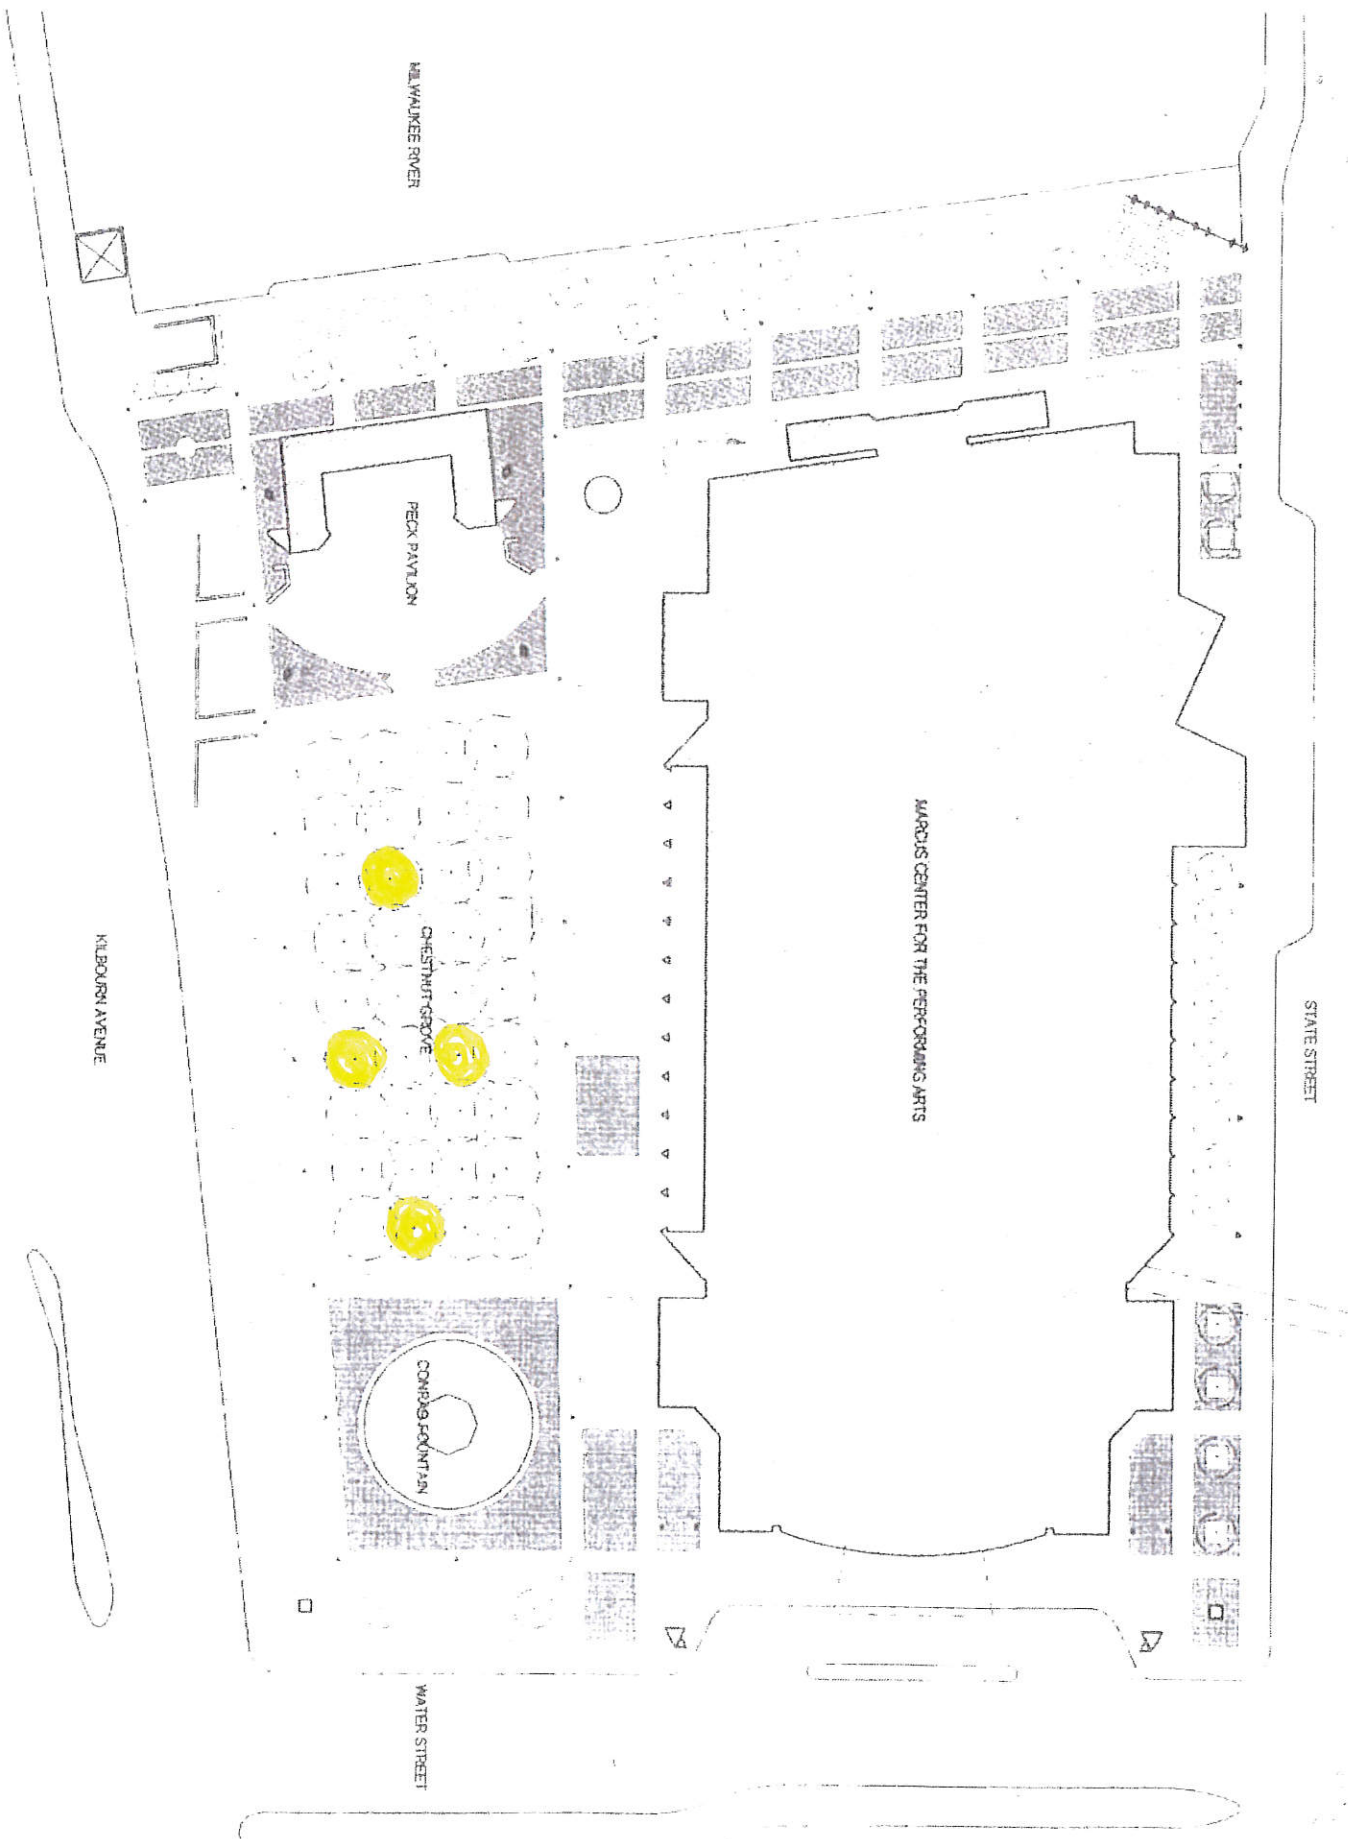 MILWAUKEE RIVER
PECK PAVILION
MARCUS CENTER FOR THE PERFORMING ARTS
STATE STREET
CHESTNUT GROVE
KILBOURN AVENUE
CONRAD FOUNTAIN
WATER STREET